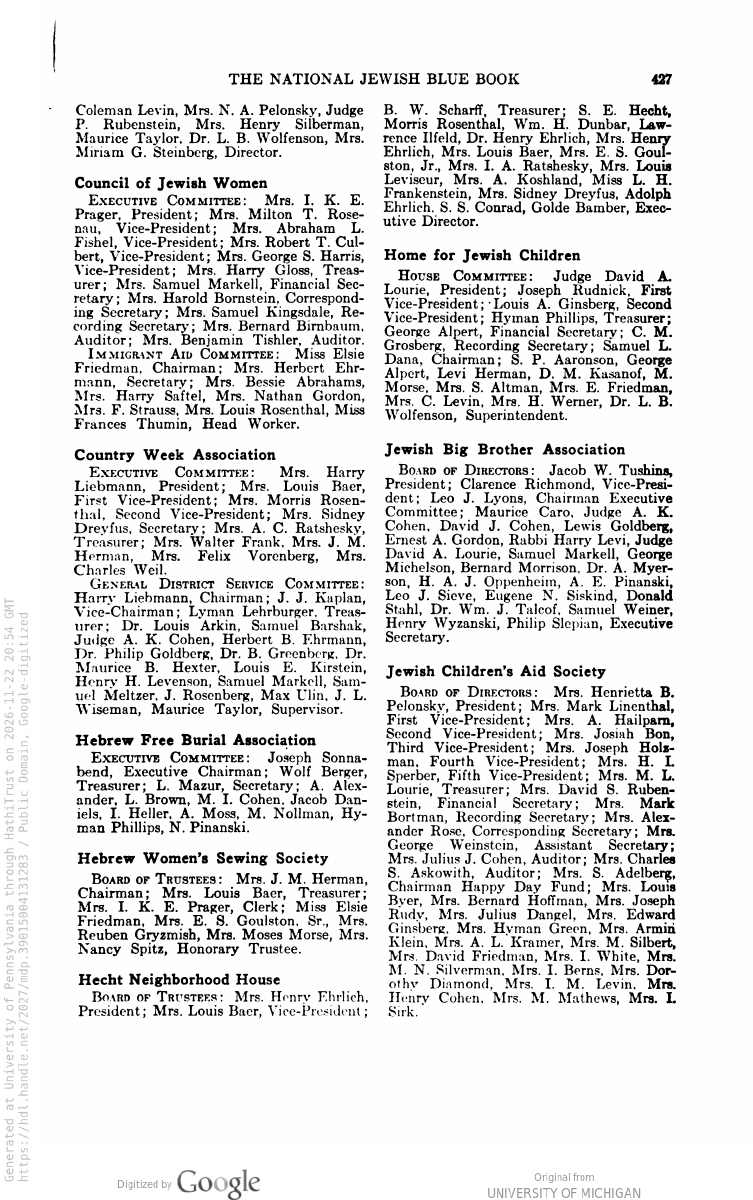 THE NATIONAL JEWISH BLUE BOOK 427
Coleman Levin, Mrs. N. A. Pelonsky, Judge
P. Rubenstein, Mrs. Henry Silberman,
Maurice Taylor, Dr. L. B. Wolfenson, Mrs.
Miriam G. Steinberg, Director.
Council of Jewish Women
EXECUTIVE COMMITTEE: Mrs. I. K. E.
Prager, President; Mrs. Milton T. Rose-
nau, Vice-President; Mrs. Abraham L.
Fishel, Vice-President; Mrs. Robert T. Cul-
bert, Vice-President; Mrs. George S. Harris,
Vice-President; Mrs. Harry Gloss, Treas-
urer; Mrs. Samuel Markell, Financial Sec-
retary; Mrs. Harold Bornstein, Correspond-
ing Secretary; Mrs. Samuel Kingsdale, Re-
cording Secretary; Mrs. Bernard Birnbaum,
Auditor; Mrs. Benjamin Tishler, Auditor.
IMMIGRANT AID COMMITTEE: Miss Elsie
Friedman, Chairman; Mrs. Herbert Ehr-
mann, Secretary; Mrs. Bessie Abrahams,
Mrs. Harry Saftel, Mrs. Nathan Gordon,
Mrs. F. Strauss, Mrs. Louis Rosenthal, Miss
Frances Thumin, Head Worker.
Country Week Association
EXECUTIVE COMMITTEE: Mrs. Harry
Liebmann, President; Mrs. Louis Baer,
First Vice-President; Mrs. Morris Rosen-
thal, Second Vice-President; Mrs. Sidney
Dreyfus, Secretary; Mrs. A. C. Ratshesky,
Treasurer; Mrs. Walter Frank, Mrs. J. M.
Herman, Mrs. Felix Vorenberg, Mrs.
Charles Weil.
GENERAL DISTRICT SERVICE COMMITTEE:
Harry Liebmann, Chairman; J. J. Kaplan,
Vice-Chairman; Lyman Lehrburger, Treas-
urer; Dr. Louis Arkin, Samuel Barshak,
Judge A. K. Cohen, Herbert B. Ehrmann,
Dr. Philip Goldberg, Dr. B. Greenberg, Dr.
Maurice B. Hexter, Louis E. Kirstein,
Henry H. Levenson, Samuel Markell, Sam-
uel Meltzer, J. Rosenberg, Max Ulin, J. L.
Wiseman, Maurice Taylor, Supervisor.
Hebrew Free Burial Association
EXECUTIVE COMMITTEE: Joseph Sonna-
bend, Executive Chairman; Wolf Berger,
Treasurer; L. Mazur, Secretary; A. Alex-
ander, L. Brown, M. I. Cohen, Jacob Dan-
iels, I. Heller, A. Moss, M. Nollman, Hy-
man Phillips, N. Pinanski.
Hebrew Women's Sewing Society
BOARD OF TRUSTEES: Mrs. J. M. Herman,
Chairman; Mrs. Louis Baer, Treasurer;
Mrs. I. K. E. Prager, Clerk; Miss Elsie
Friedman, Mrs. E. S. Goulston, Sr., Mrs.
Reuben Gryzmish, Mrs. Moses Morse, Mrs.
Nancy Spitz, Honorary Trustee.
Hecht Neighborhood House
BOARD OF TRUSTEES: Mrs. Henry Ehrlich,
President; Mrs. Louis Baer, Vice-President;
B. W. Scharff, Treasurer; S. E. Hecht,
Morris Rosenthal, Wm. H. Dunbar, Law-
rence Ilfeld, Dr. Henry Ehrlich, Mrs. Henry
Ehrlich, Mrs. Louis Baer, Mrs. E. S. Goul-
ston, Jr., Mrs. I. A. Ratshesky, Mrs. Louis
Leviseur, Mrs. A. Koshland, Miss L. H.
Frankenstein, Mrs. Sidney Dreyfus, Adolph
Ehrlich, S. S. Conrad, Golde Bamber, Exec-
utive Director.
Home for Jewish Children
HOUSE COMMITTEE: Judge David A.
Lourie, President; Joseph Rudnick, First
Vice-President; Louis A. Ginsberg, Second
Vice-President; Hyman Phillips, Treasurer;
George Alpert, Financial Secretary; C. M.
Grosberg, Recording Secretary; Samuel L.
Dana, Chairman; S. P. Aaronson, George
Alpert, Levi Herman, D. M. Kasanof, M.
Morse, Mrs. S. Altman, Mrs. E. Friedman,
Mrs. C. Levin, Mrs. H. Werner, Dr. L. B.
Wolfenson, Superintendent.
Jewish Big Brother Association
BOARD OF DIRECTORS: Jacob W. Tushins,
President; Clarence Richmond, Vice-Presi-
dent; Leo J. Lyons, Chairman Executive
Committee; Maurice Caro, Judge A. K.
Cohen, David J. Cohen, Lewis Goldberg,
Ernest A. Gordon, Rabbi Harry Levi, Judge
David A. Lourie, Samuel Markell, George
Michelson, Bernard Morrison, Dr. A. Myer-
son, H. A. J. Oppenheim, A. E. Pinanski,
Leo J. Sieve, Eugene N. Siskind, Donald
Stahl, Dr. Wm. J. Talcof, Samuel Weiner,
Henry Wyzanski, Philip Slepian, Executive
Secretary.
Jewish Children's Aid Society
BOARD OF DIRECTORS: Mrs. Henrietta B.
Pelonsky, President; Mrs. Mark Linenthal,
First Vice-President; Mrs. A. Hailparn,
Second Vice-President; Mrs. Josiah Bon,
Third Vice-President; Mrs. Joseph Holz-
man, Fourth Vice-President; Mrs. H. I.
Sperber, Fifth Vice-President; Mrs. M. L.
Lourie, Treasurer; Mrs. David S. Ruben-
stein, Financial Secretary; Mrs. Mark
Bortman, Recording Secretary; Mrs. Alex-
ander Rose, Corresponding Secretary; Mrs.
George Weinstein, Assistant Secretary;
Mrs. Julius J. Cohen, Auditor; Mrs. Charles
S. Askowith, Auditor; Mrs. S. Adelberg,
Chairman Happy Day Fund; Mrs. Louis
Byer, Mrs. Bernard Hoffman, Mrs. Joseph
Rudy, Mrs. Julius Dangel, Mrs. Edward
Ginsberg, Mrs. Hyman Green, Mrs. Armin
Klein, Mrs. A. L. Kramer, Mrs. M. Silbert,
Mrs. David Friedman, Mrs. I. White, Mrs.
M. N. Silverman, Mrs. I. Berns, Mrs. Dor-
othy Diamond, Mrs. I. M. Levin, Mrs.
Henry Cohen, Mrs. M. Mathews, Mrs. I.
Sirk.
Generated at University of Pennsylvania through HathiTrust on 2026-11-22 20:54 GMT
https://hdl.handle.net/2027/mdp.39015004131283 / Public Domain, Google-digitized
Digitized by Google
Original from
UNIVERSITY OF MICHIGAN